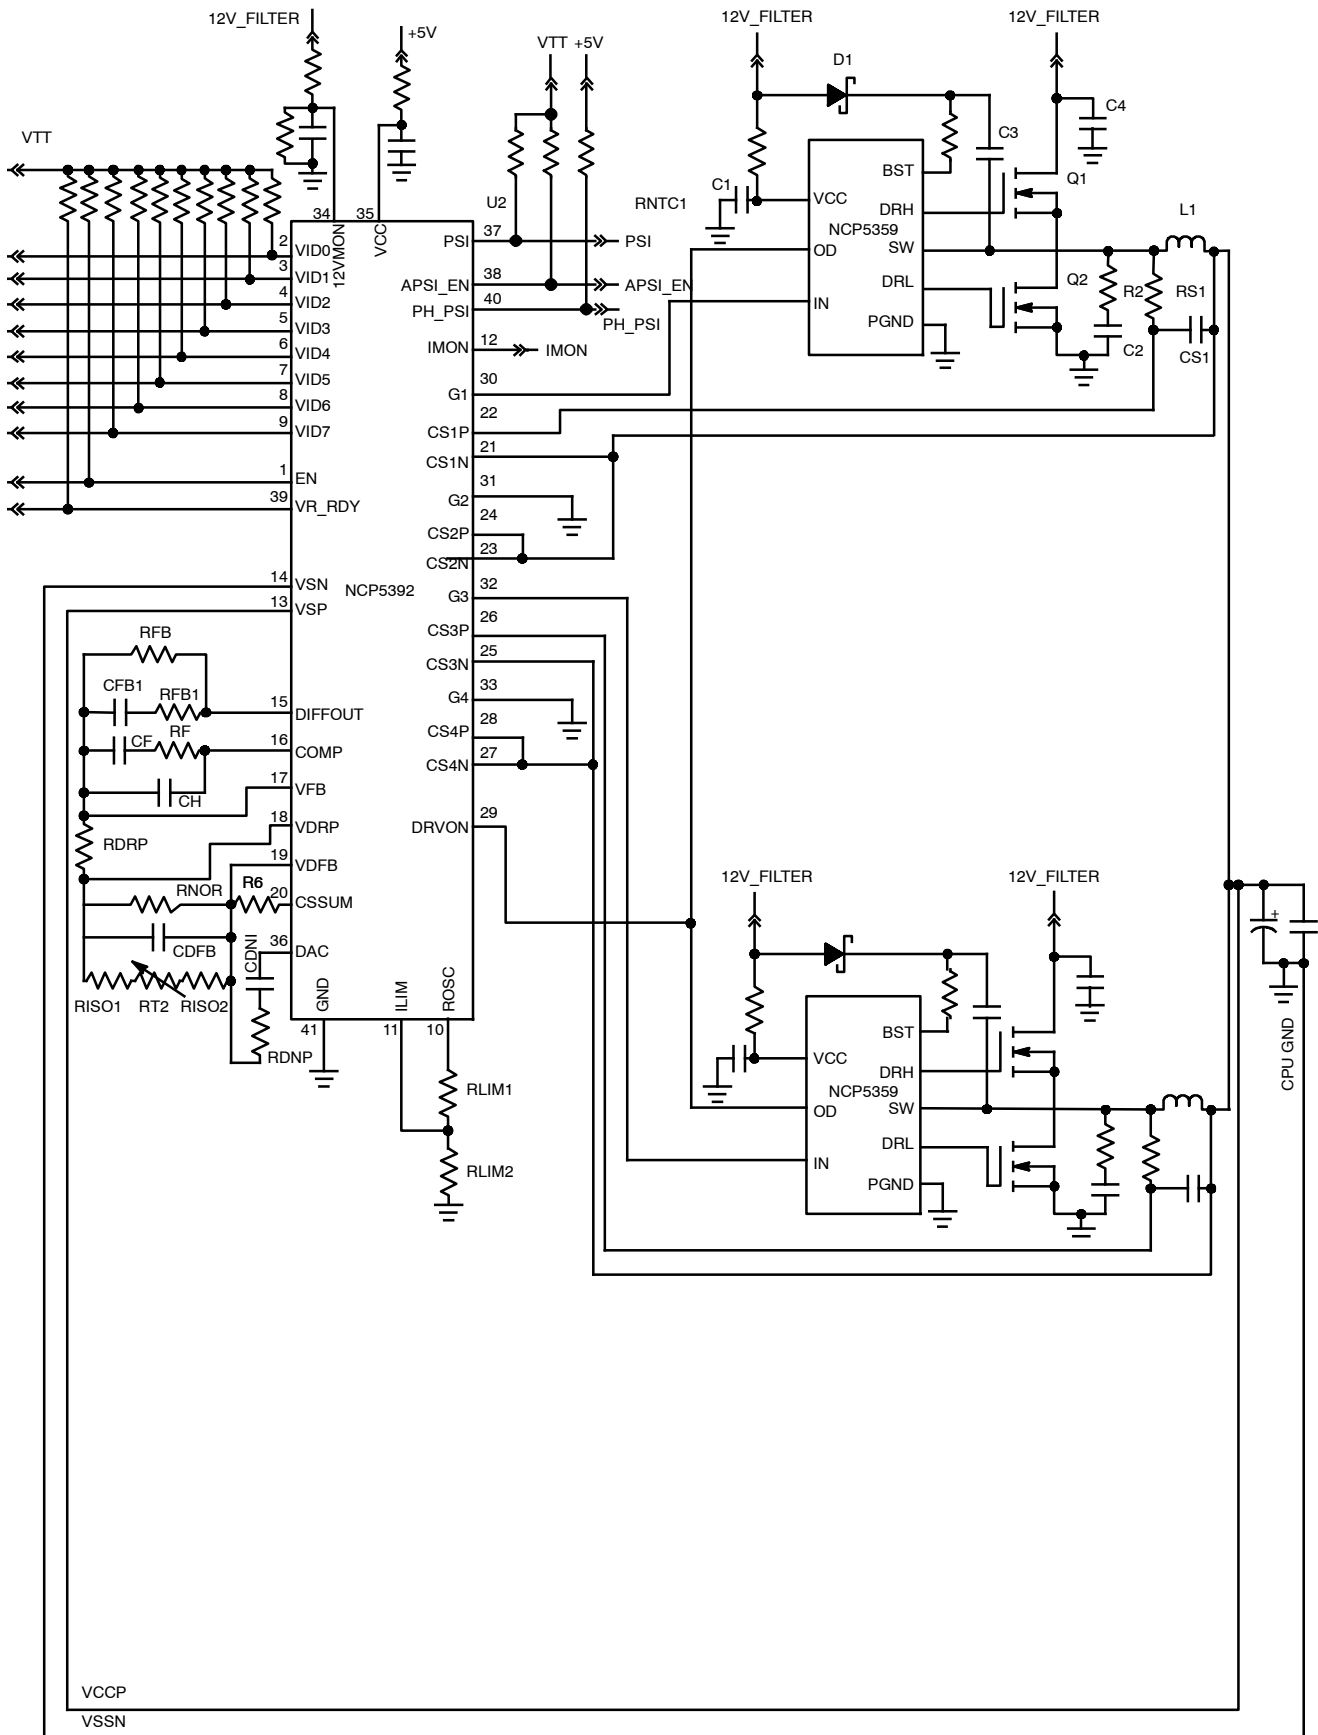 12V_FILTER
+5V
VTT +5V
12V_FILTER
12V_FILTER
D1
C4
VTT
C3
BST
Q1
C1
VCC
U2
RNTC1
DRH
L1
34
35
NCP5359
2
VID0
12VMON
VCC
PSI
37
PSI
OD
SW
3
VID1
APSI_EN
38
APSI_EN
DRL
Q2
R2
RS1
4
VID2
PH_PSI
40
PH_PSI
IN
5
VID3
PGND
6
VID4
IMON
12
IMON
C2
CS1
7
VID5
30
G1
8
VID6
22
9
VID7
CS1P
21
CS1N
1
EN
31
39
VR_RDY
G2
24
CS2P
23
CS2N
14
VSN
NCP5392
32
G3
13
VSP
26
RFB
CS3P
25
CS3N
CFB1
RFB1
33
G4
15
DIFFOUT
28
CF
RF
CS4P
16
COMP
27
CS4N
17
VFB
CH
18
VDRP
29
DRVON
RDRP
19
VDFB
12V_FILTER
12V_FILTER
RNOR
R6
20
CSSUM
+
CDFB
36
DAC
CDNI
RISO1
RT2
RISO2
GND
ILIM
ROSC
41
11
10
BST
RDNP
VCC
DRH
CPU GND
NCP5359
RLIM1
OD
SW
DRL
RLIM2
IN
PGND
VCCP
VSSN